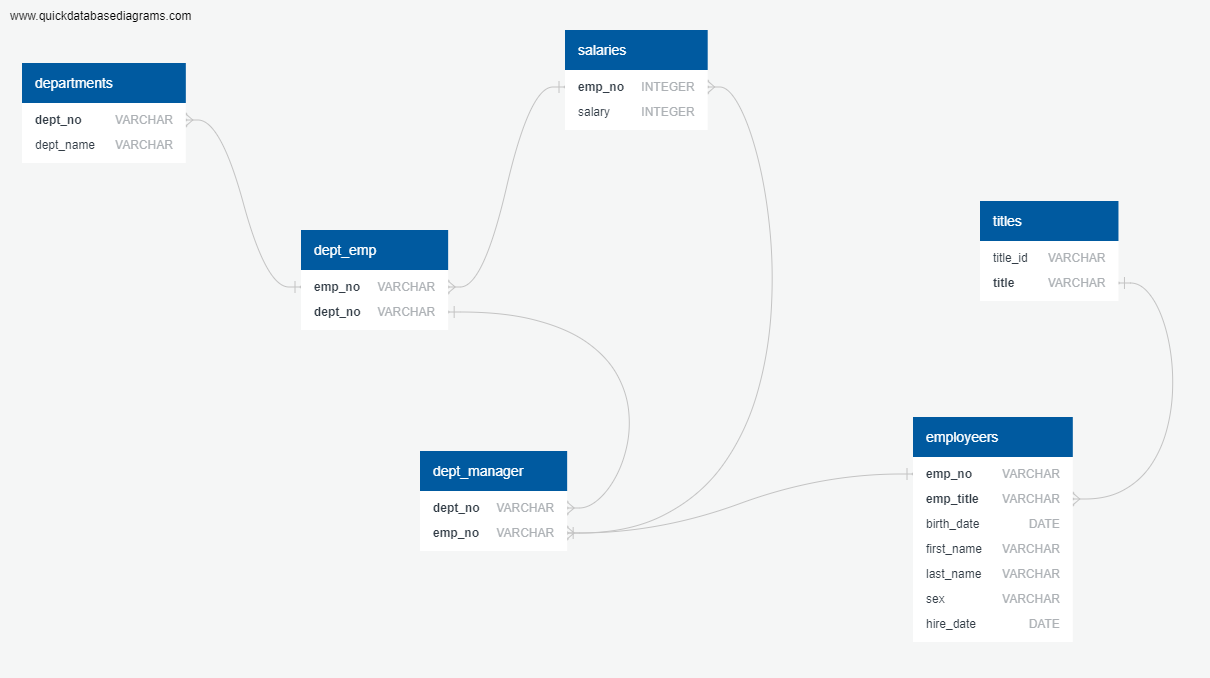 www.quickdatabasediagrams.com
departments
dept_no VARCHAR
dept_name VARCHAR
salaries
emp_no INTEGER
salary INTEGER
dept_emp
emp_no VARCHAR
dept_no VARCHAR
titles
title_id VARCHAR
title VARCHAR
dept_manager
dept_no VARCHAR
emp_no VARCHAR
employeers
emp_no VARCHAR
emp_title VARCHAR
birth_date DATE
first_name VARCHAR
last_name VARCHAR
sex VARCHAR
hire_date DATE